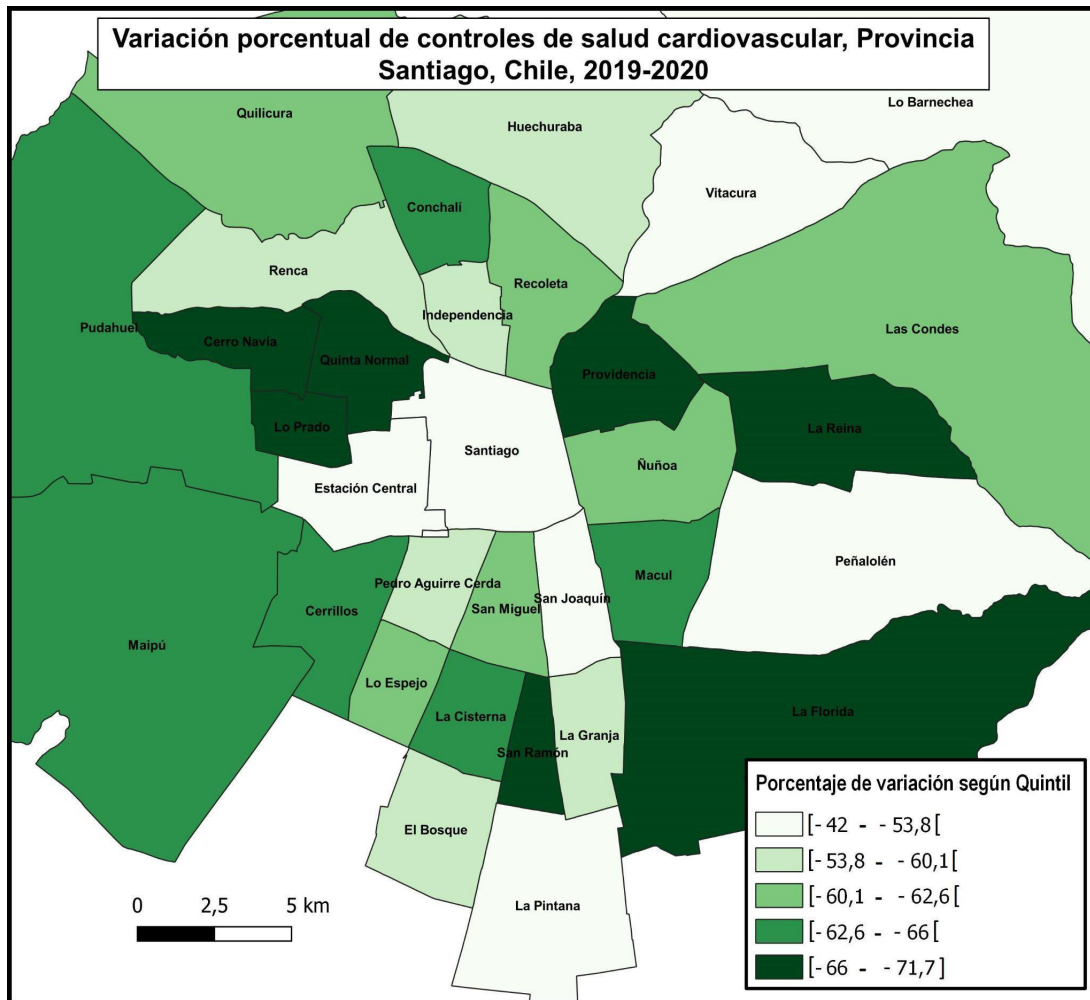 Variación porcentual de controles de salud cardiovascular, Provincia
Santiago, Chile, 2019-2020
Lo Barnechea
Quilicura
Huechuraba
Vitacura
Conchalí
Renca
Recoleta
Independencia
Pudahuel
Las Condes
Cerro Navia
Quinta Normal
Providencia
Lo Prado
La Reina
Santiago
Ñuñoa
Estación Central
Peñalolén
Macul
Pedro Aguirre Cerda
San Joaquín
San Miguel
Cerrillos
Maipú
Lo Espejo
La Cisterna
La Florida
La Granja
San Ramón
El Bosque
La Pintana
Porcentaje de variación según Quintil
[- 42 - - 53,8[
[- 53,8 - - 60,1[
[- 60,1 - - 62,6[
[- 62,6 - - 66[
[- 66 - - 71,7]
0 2,5 5 km